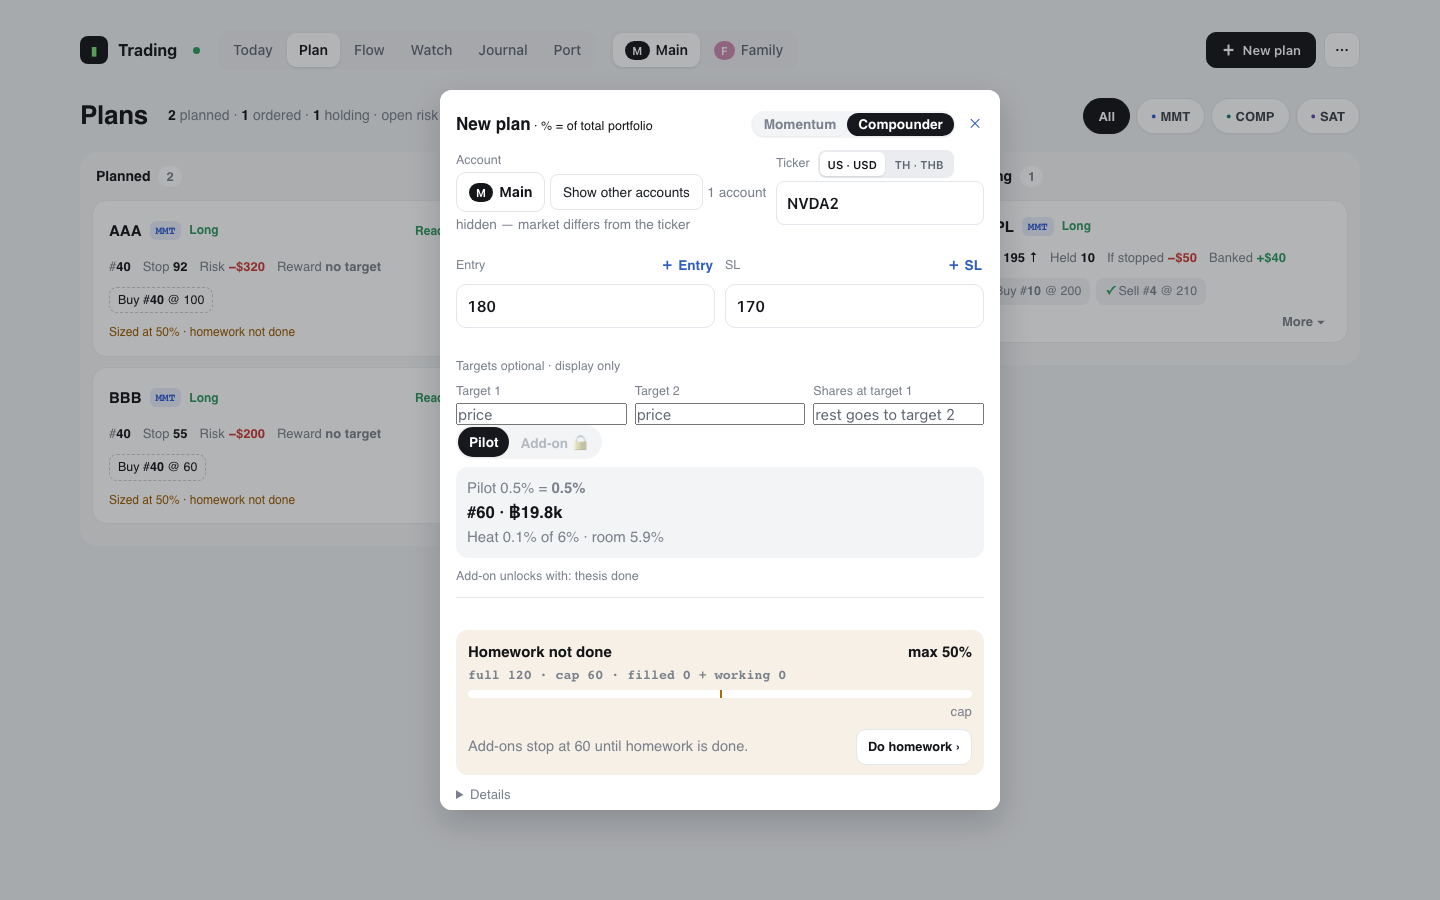 Trading
Today Plan Flow Watch Journal Port
M Main F Family
+ New plan
···
Plans 2 planned · 1 ordered · 1 holding · open risk
All • MMT • COMP • SAT
Planned 2
AAA MMT Long
#40 Stop 92 Risk –$320 Reward no target
Buy #40 @ 100
Sized at 50% · homework not done
BBB MMT Long
#40 Stop 55 Risk –$200 Reward no target
Buy #40 @ 60
Sized at 50% · homework not done
New plan · % = of total portfolio
Momentum Compounder ×
Account
M Main Show other accounts 1 account
hidden — market differs from the ticker
Ticker US · USD TH · THB
NVDA2
Entry + Entry SL + SL
180 170
Targets optional · display only
Target 1 Target 2 Shares at target 1
price price rest goes to target 2
Pilot Add-on 🔒
Pilot 0.5% = 0.5%
#60 · ฿19.8k
Heat 0.1% of 6% · room 5.9%
Add-on unlocks with: thesis done
Homework not done max 50%
full 120 · cap 60 · filled 0 + working 0
cap
Add-ons stop at 60 until homework is done.
Do homework ›
▶ Details
1
Long
195 ↑ Held 10 If stopped –$50 Banked +$40
#10 @ 200 ✓ Sell #4 @ 210
More